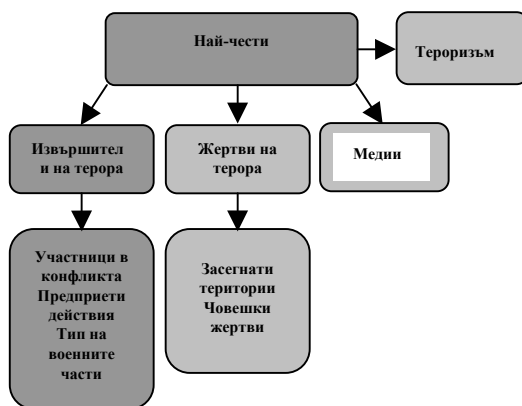 Най-чести
Тероризъм
Извършител
и на терора
Жертви на
терора
Медии
Участници в
конфликта
Предприети
действия
Тип на
военните
части
Засегнати
територии
Човешки
жертви